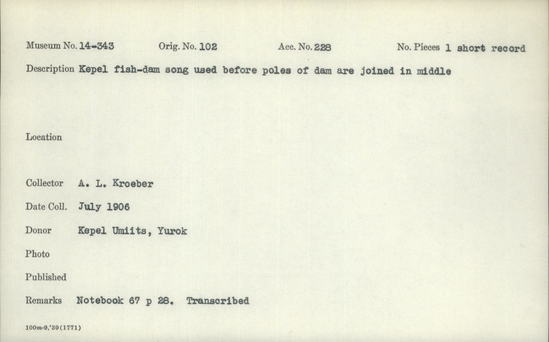 Museum No. 14-343 Orig. No. 102 Acc. No. 228 No. Pieces 1 short record
Description Kepel fish-dam song used before poles of dam are joined in middle
Location
Collector A. L. Kroeber
Date Coll. July 1906
Donor Kepel Umiits, Yurok
Photo
Published
Remarks Notebook 67 p 28. Transcribed
100m-9,'39(1771)